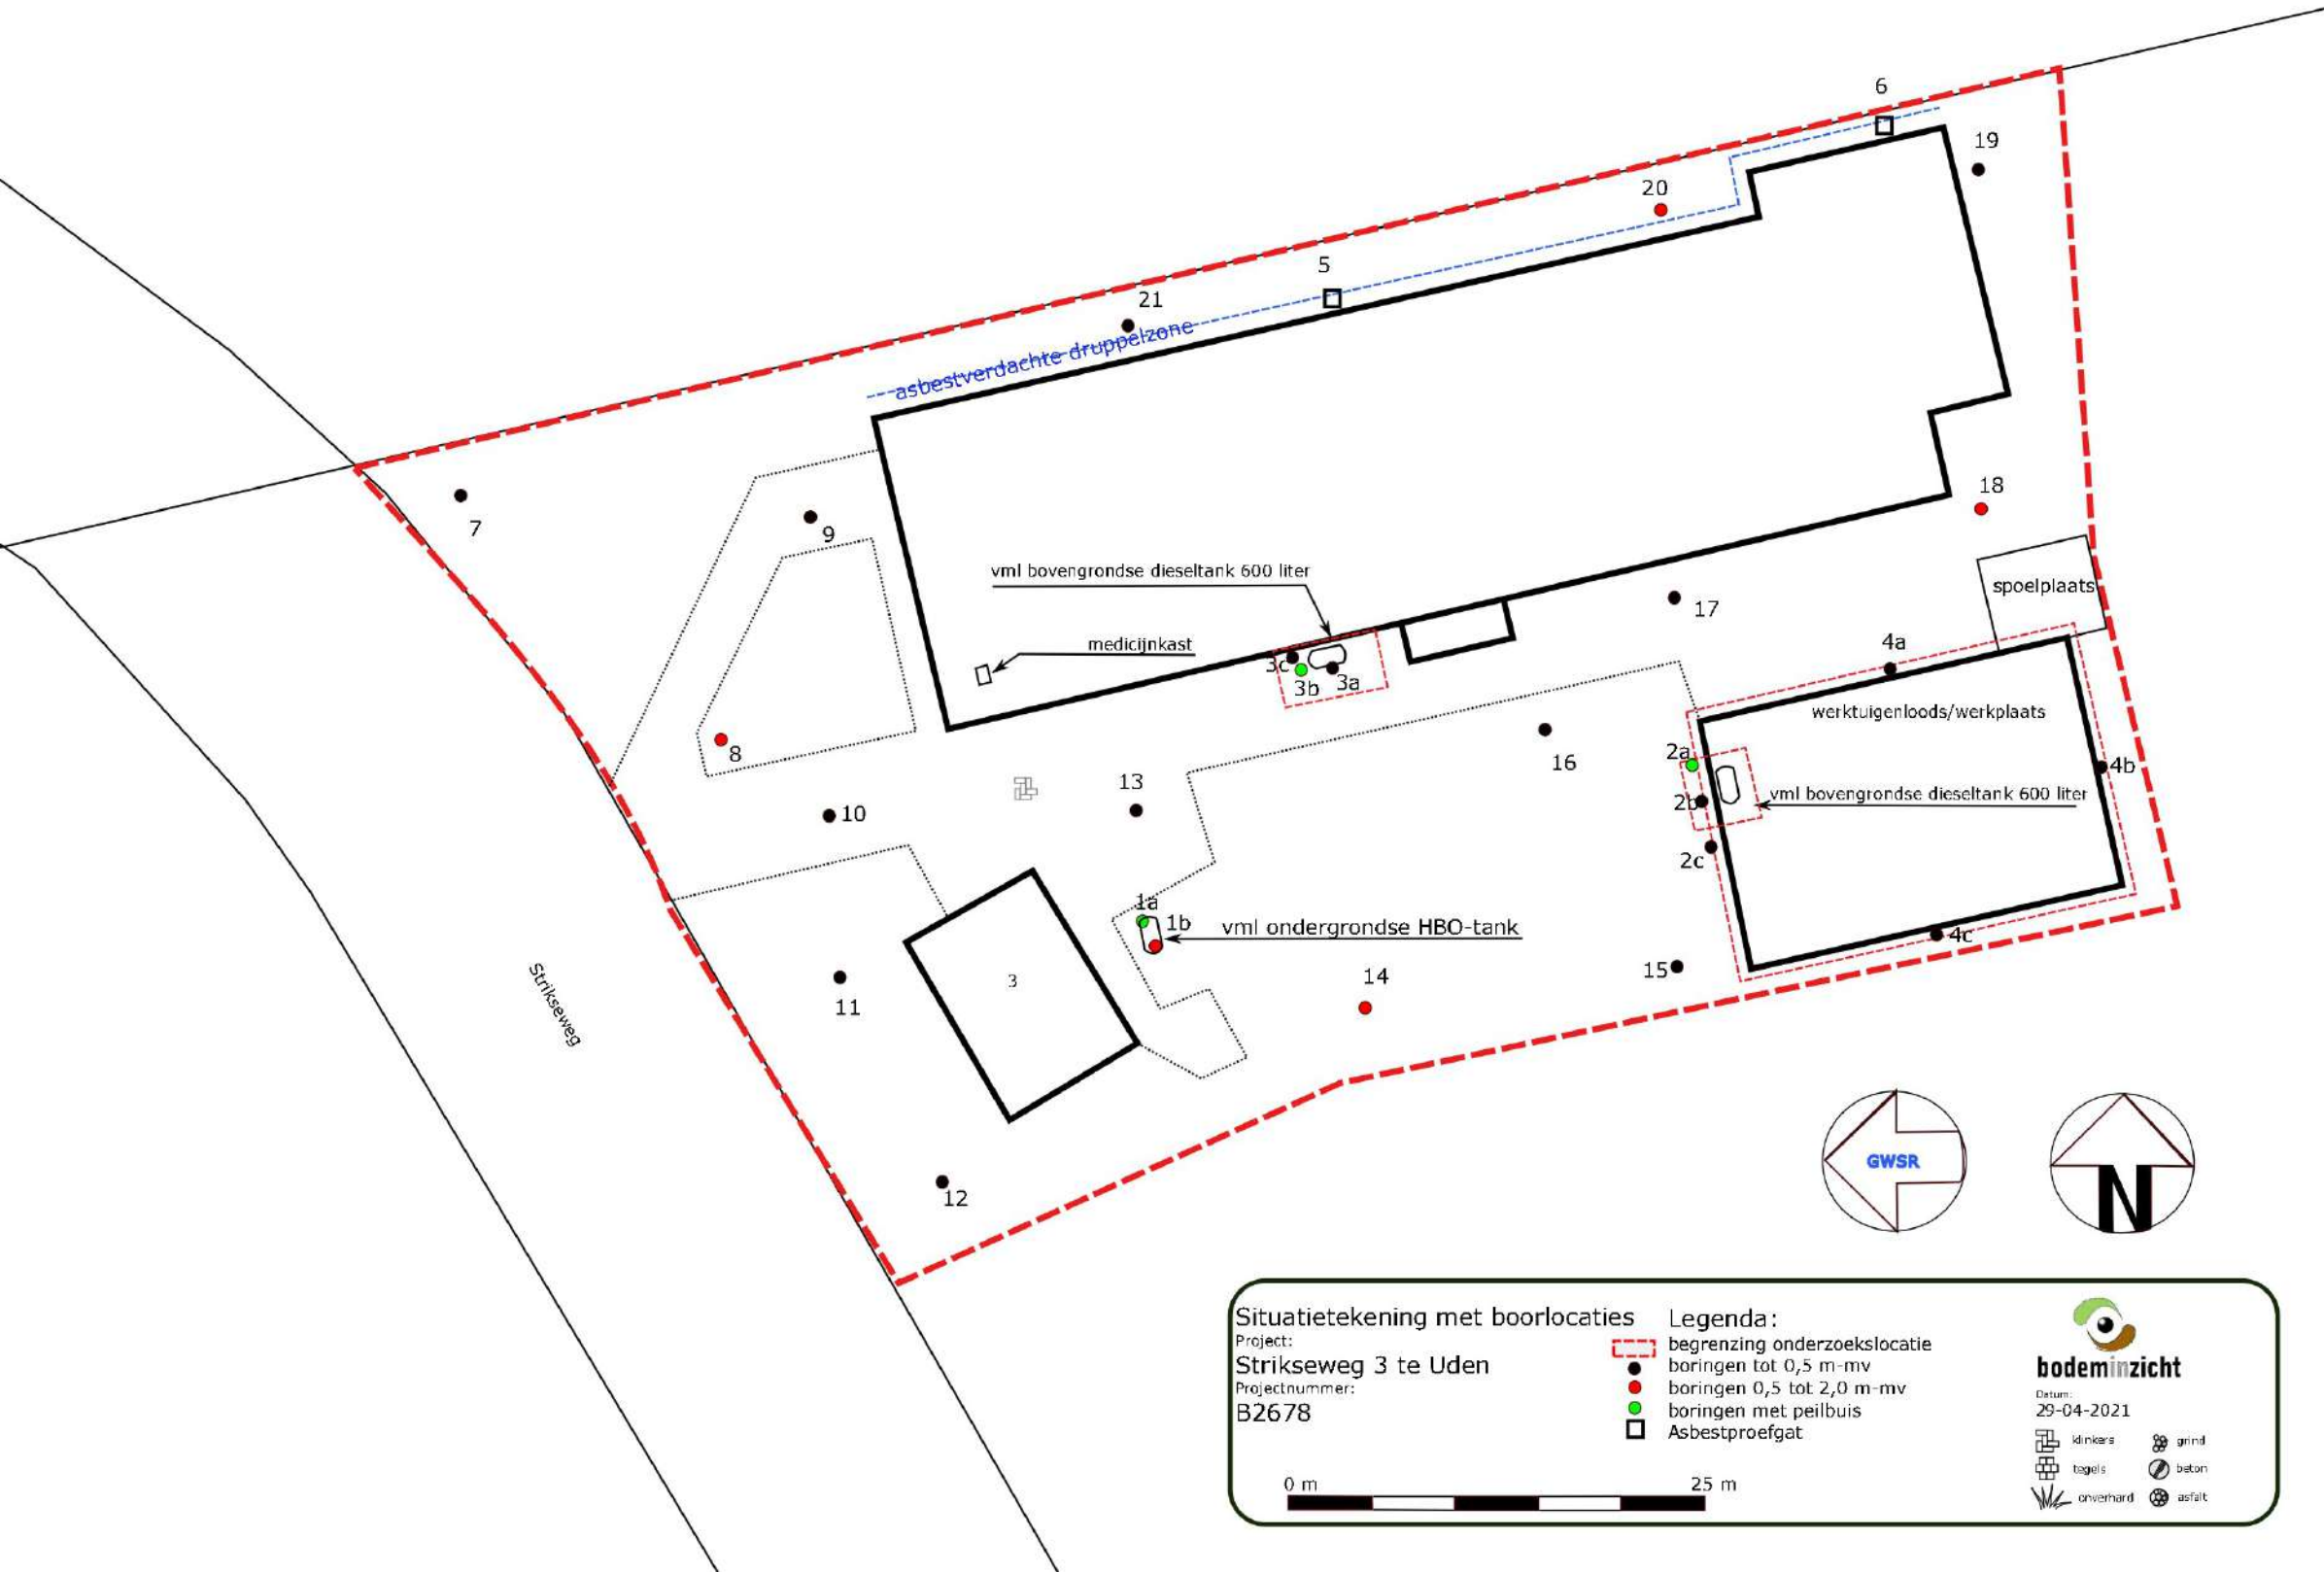 6
19
20
5
21
asbestverdachte druppelzone
7
9
18
vml bovengrondse dieseltank 600 liter
spoelplaats
17
medicijnkast
4a
3c
3b
3a
werktuigenloods/werkplaats
8
16
2a
13
4b
2b
vml bovengrondse dieseltank 600 liter
10
2c
1a
1b
vml ondergrondse HBO-tank
4c
3
14
15
11
Strikseweg
12
GWSR
N
Situatietekening met boorlocaties
Project:
Strikseweg 3 te Uden
Projectnummer:
B2678
0 m
25 m
Legenda:
begrenzing onderzoekslocatie
boringen tot 0,5 m-mv
boringen 0,5 tot 2,0 m-mv
boringen met peilbuis
Asbestproefgat
bodeminzicht
Datum:
29-04-2021
klinkers
grind
tegels
beton
onverhard
asfalt